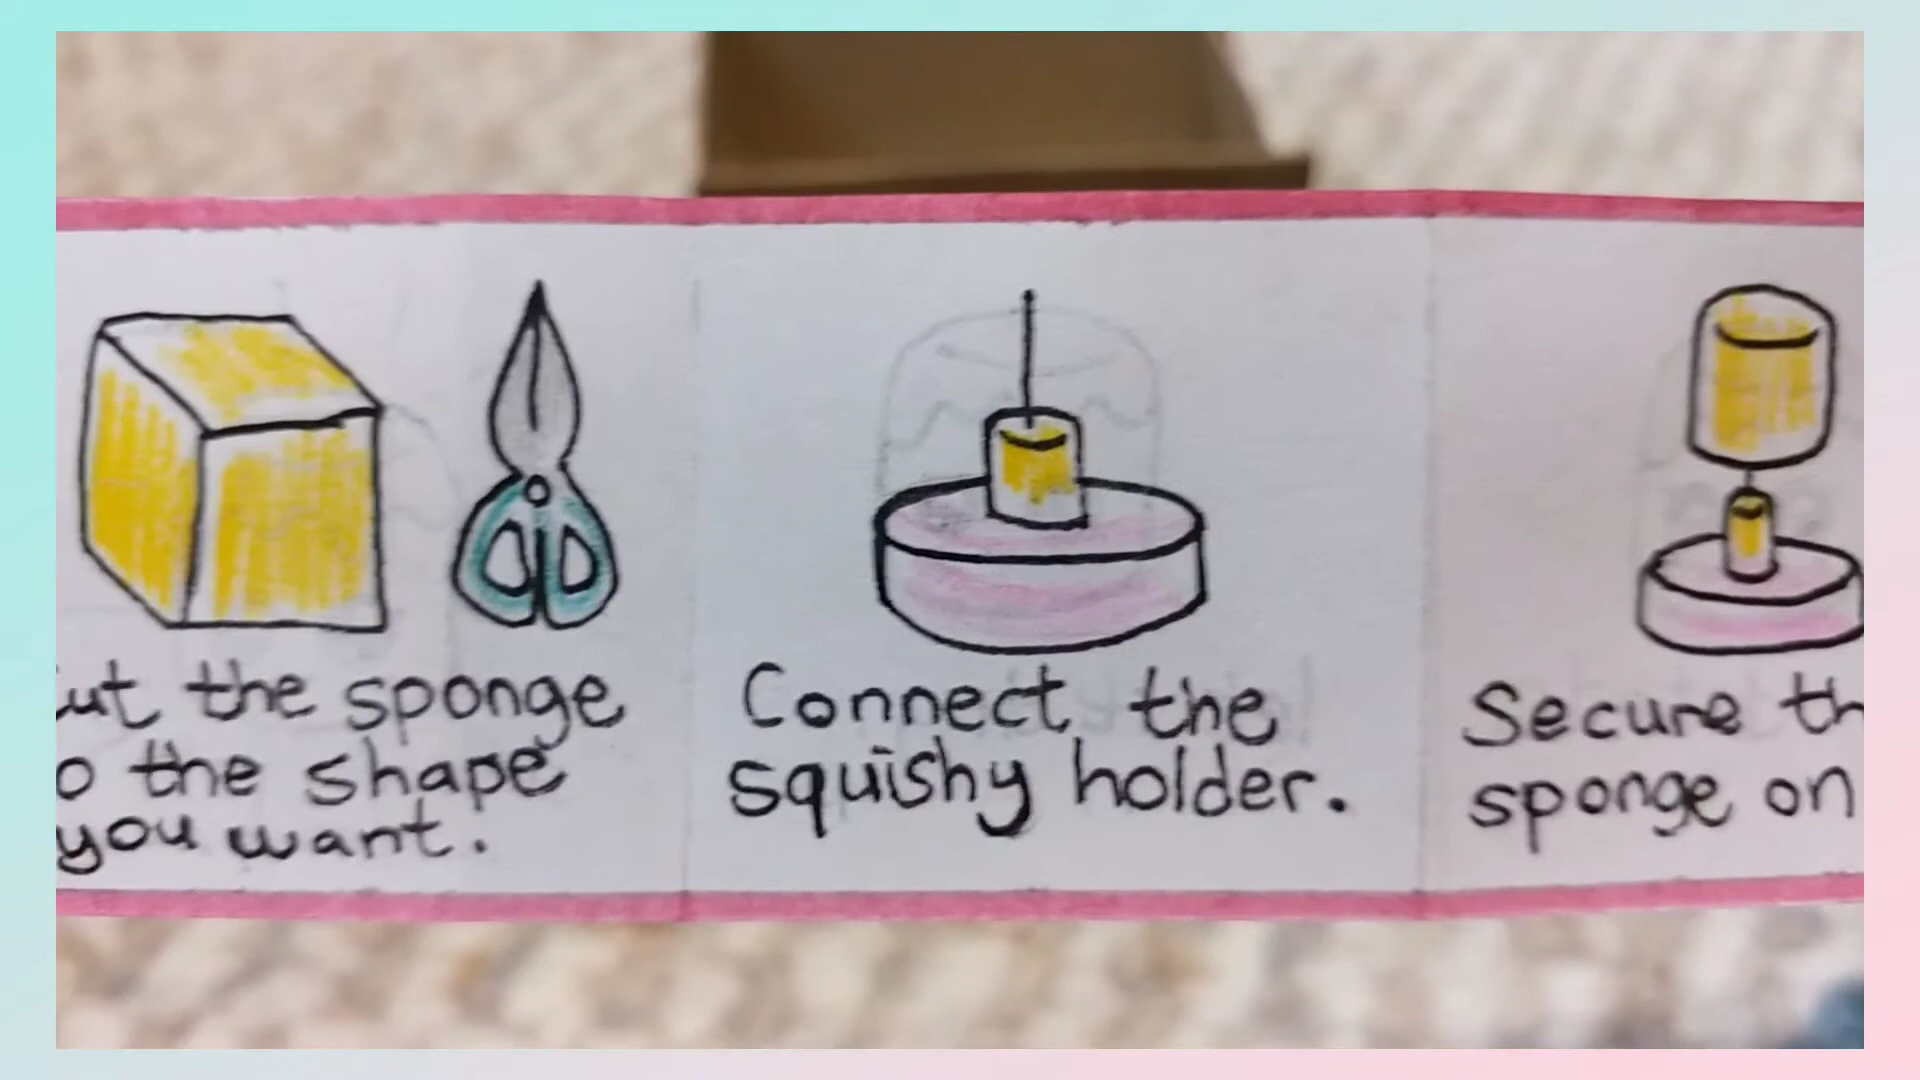 ut the sponge
o the shape
you want.
Connect the
squishy holder.
Secure th
sponge on